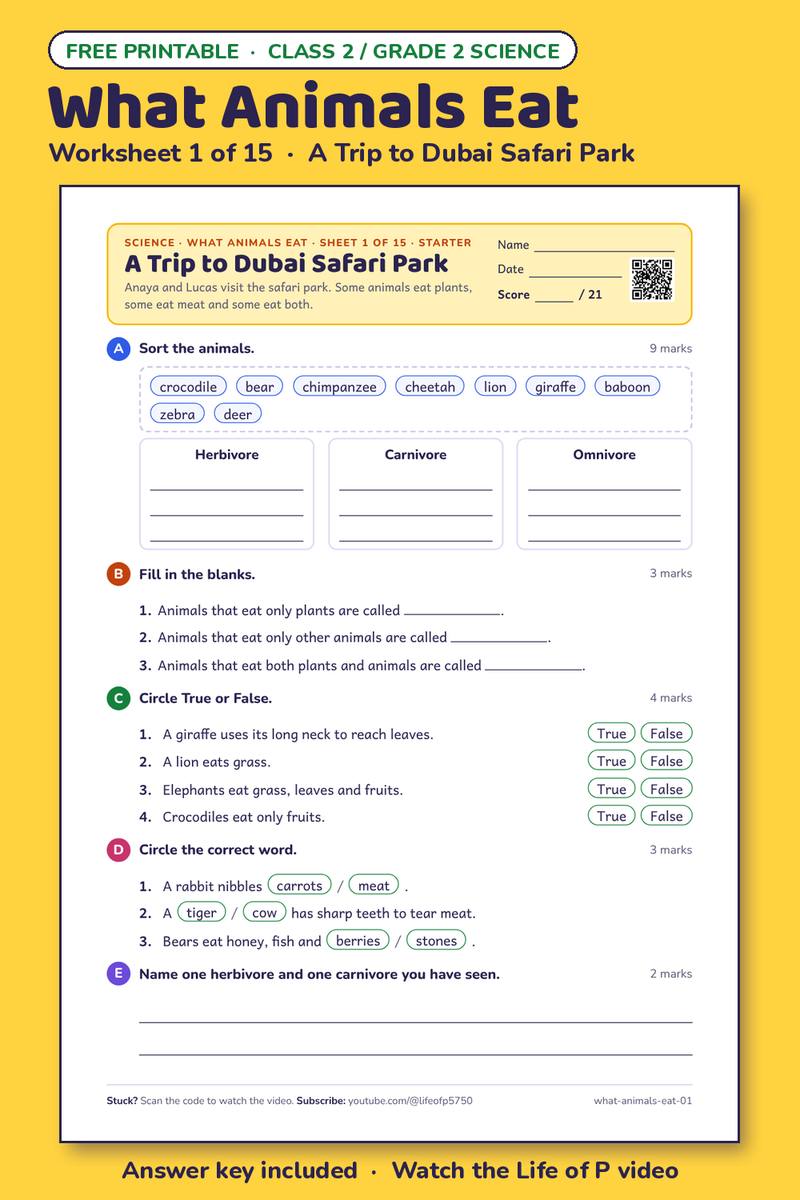 FREE PRINTABLE · CLASS 2 / GRADE 2 SCIENCE
What Animals Eat
Worksheet 1 of 15 · A Trip to Dubai Safari Park
SCIENCE · WHAT ANIMALS EAT · SHEET 1 OF 15 · STARTER
A Trip to Dubai Safari Park
Anaya and Lucas visit the safari park. Some animals eat plants,
some eat meat and some eat both.
Name
Date
Score / 21
A Sort the animals. 9 marks
crocodile bear chimpanzee cheetah lion giraffe baboon
zebra deer
Herbivore Carnivore Omnivore
B Fill in the blanks. 3 marks
1. Animals that eat only plants are called .
2. Animals that eat only other animals are called .
3. Animals that eat both plants and animals are called .
C Circle True or False. 4 marks
1. A giraffe uses its long neck to reach leaves. True False
2. A lion eats grass. True False
3. Elephants eat grass, leaves and fruits. True False
4. Crocodiles eat only fruits. True False
D Circle the correct word. 3 marks
1. A rabbit nibbles carrots / meat .
2. A tiger / cow has sharp teeth to tear meat.
3. Bears eat honey, fish and berries / stones .
E Name one herbivore and one carnivore you have seen. 2 marks
Stuck? Scan the code to watch the video. Subscribe: youtube.com/@lifeofp5750 what-animals-eat-01
Answer key included · Watch the Life of P video